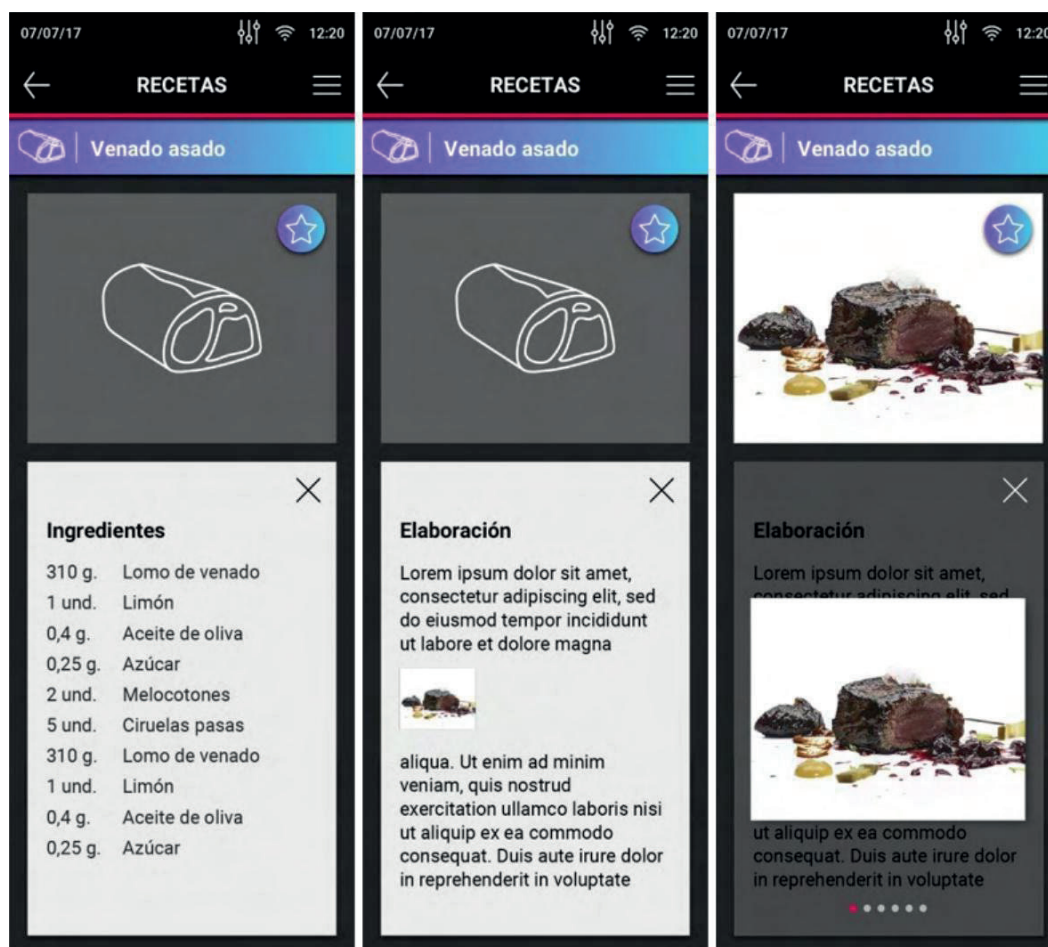 07/07/17 12:20
RECETAS
Venado asado
Ingredientes
310 g. Lomo de venado
1 und. Limón
0,4 g. Aceite de oliva
0,25 g. Azúcar
2 und. Melocotones
5 und. Ciruelas pasas
310 g. Lomo de venado
1 und. Limón
0,4 g. Aceite de oliva
0,25 g. Azúcar
07/07/17 12:20
RECETAS
Venado asado
Elaboración
Lorem ipsum dolor sit amet,
consectetur adipiscing elit, sed
do eiusmod tempor incididunt
ut labore et dolore magna
aliqua. Ut enim ad minim
veniam, quis nostrud
exercitation ullamco laboris nisi
ut aliquip ex ea commodo
consequat. Duis aute irure dolor
in reprehenderit in voluptate
07/07/17 12:20
RECETAS
Venado asado
Elaboración
Lorem ipsum dolor sit amet,
consectetur adipiscing elit, sed
ut aliquip ex ea commodo
consequat. Duis aute irure dolor
in reprehenderit in voluptate